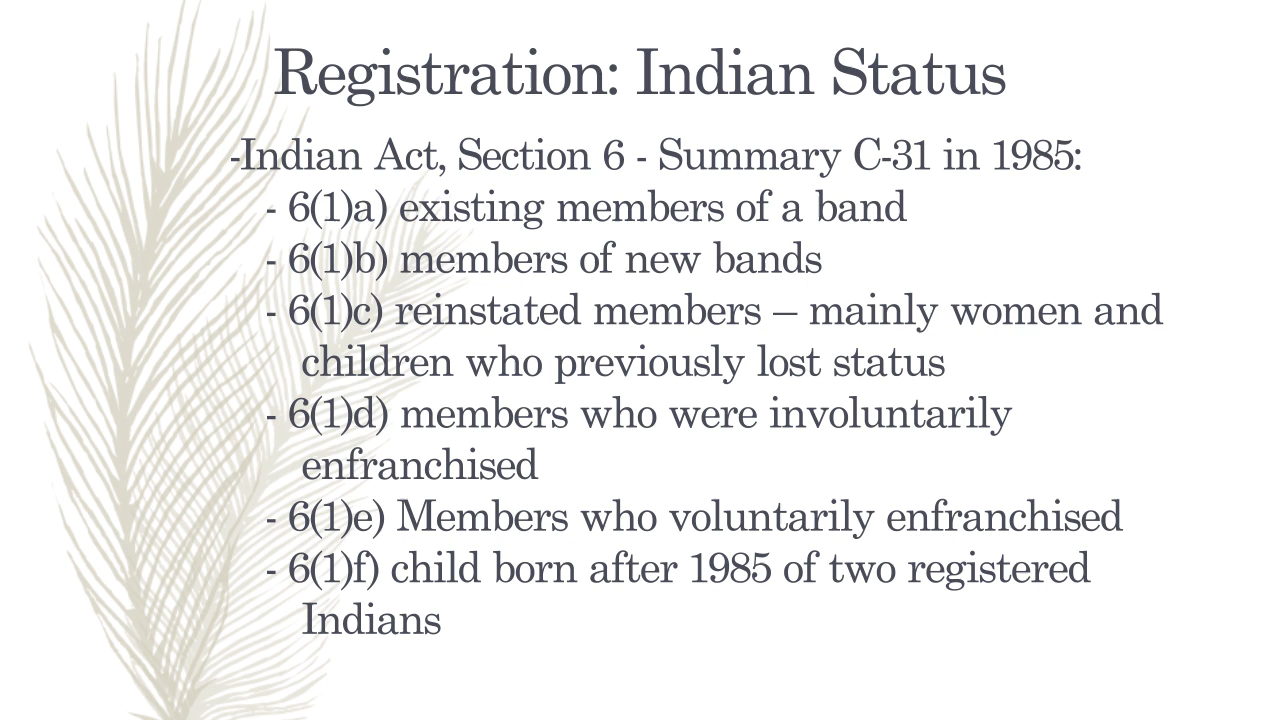 Registration: Indian Status
-Indian Act, Section 6 - Summary C-31 in 1985:
- 6(1)a) existing members of a band
- 6(1)b) members of new bands
- 6(1)c) reinstated members – mainly women and
children who previously lost status
- 6(1)d) members who were involuntarily
enfranchised
- 6(1)e) Members who voluntarily enfranchised
- 6(1)f) child born after 1985 of two registered
Indians